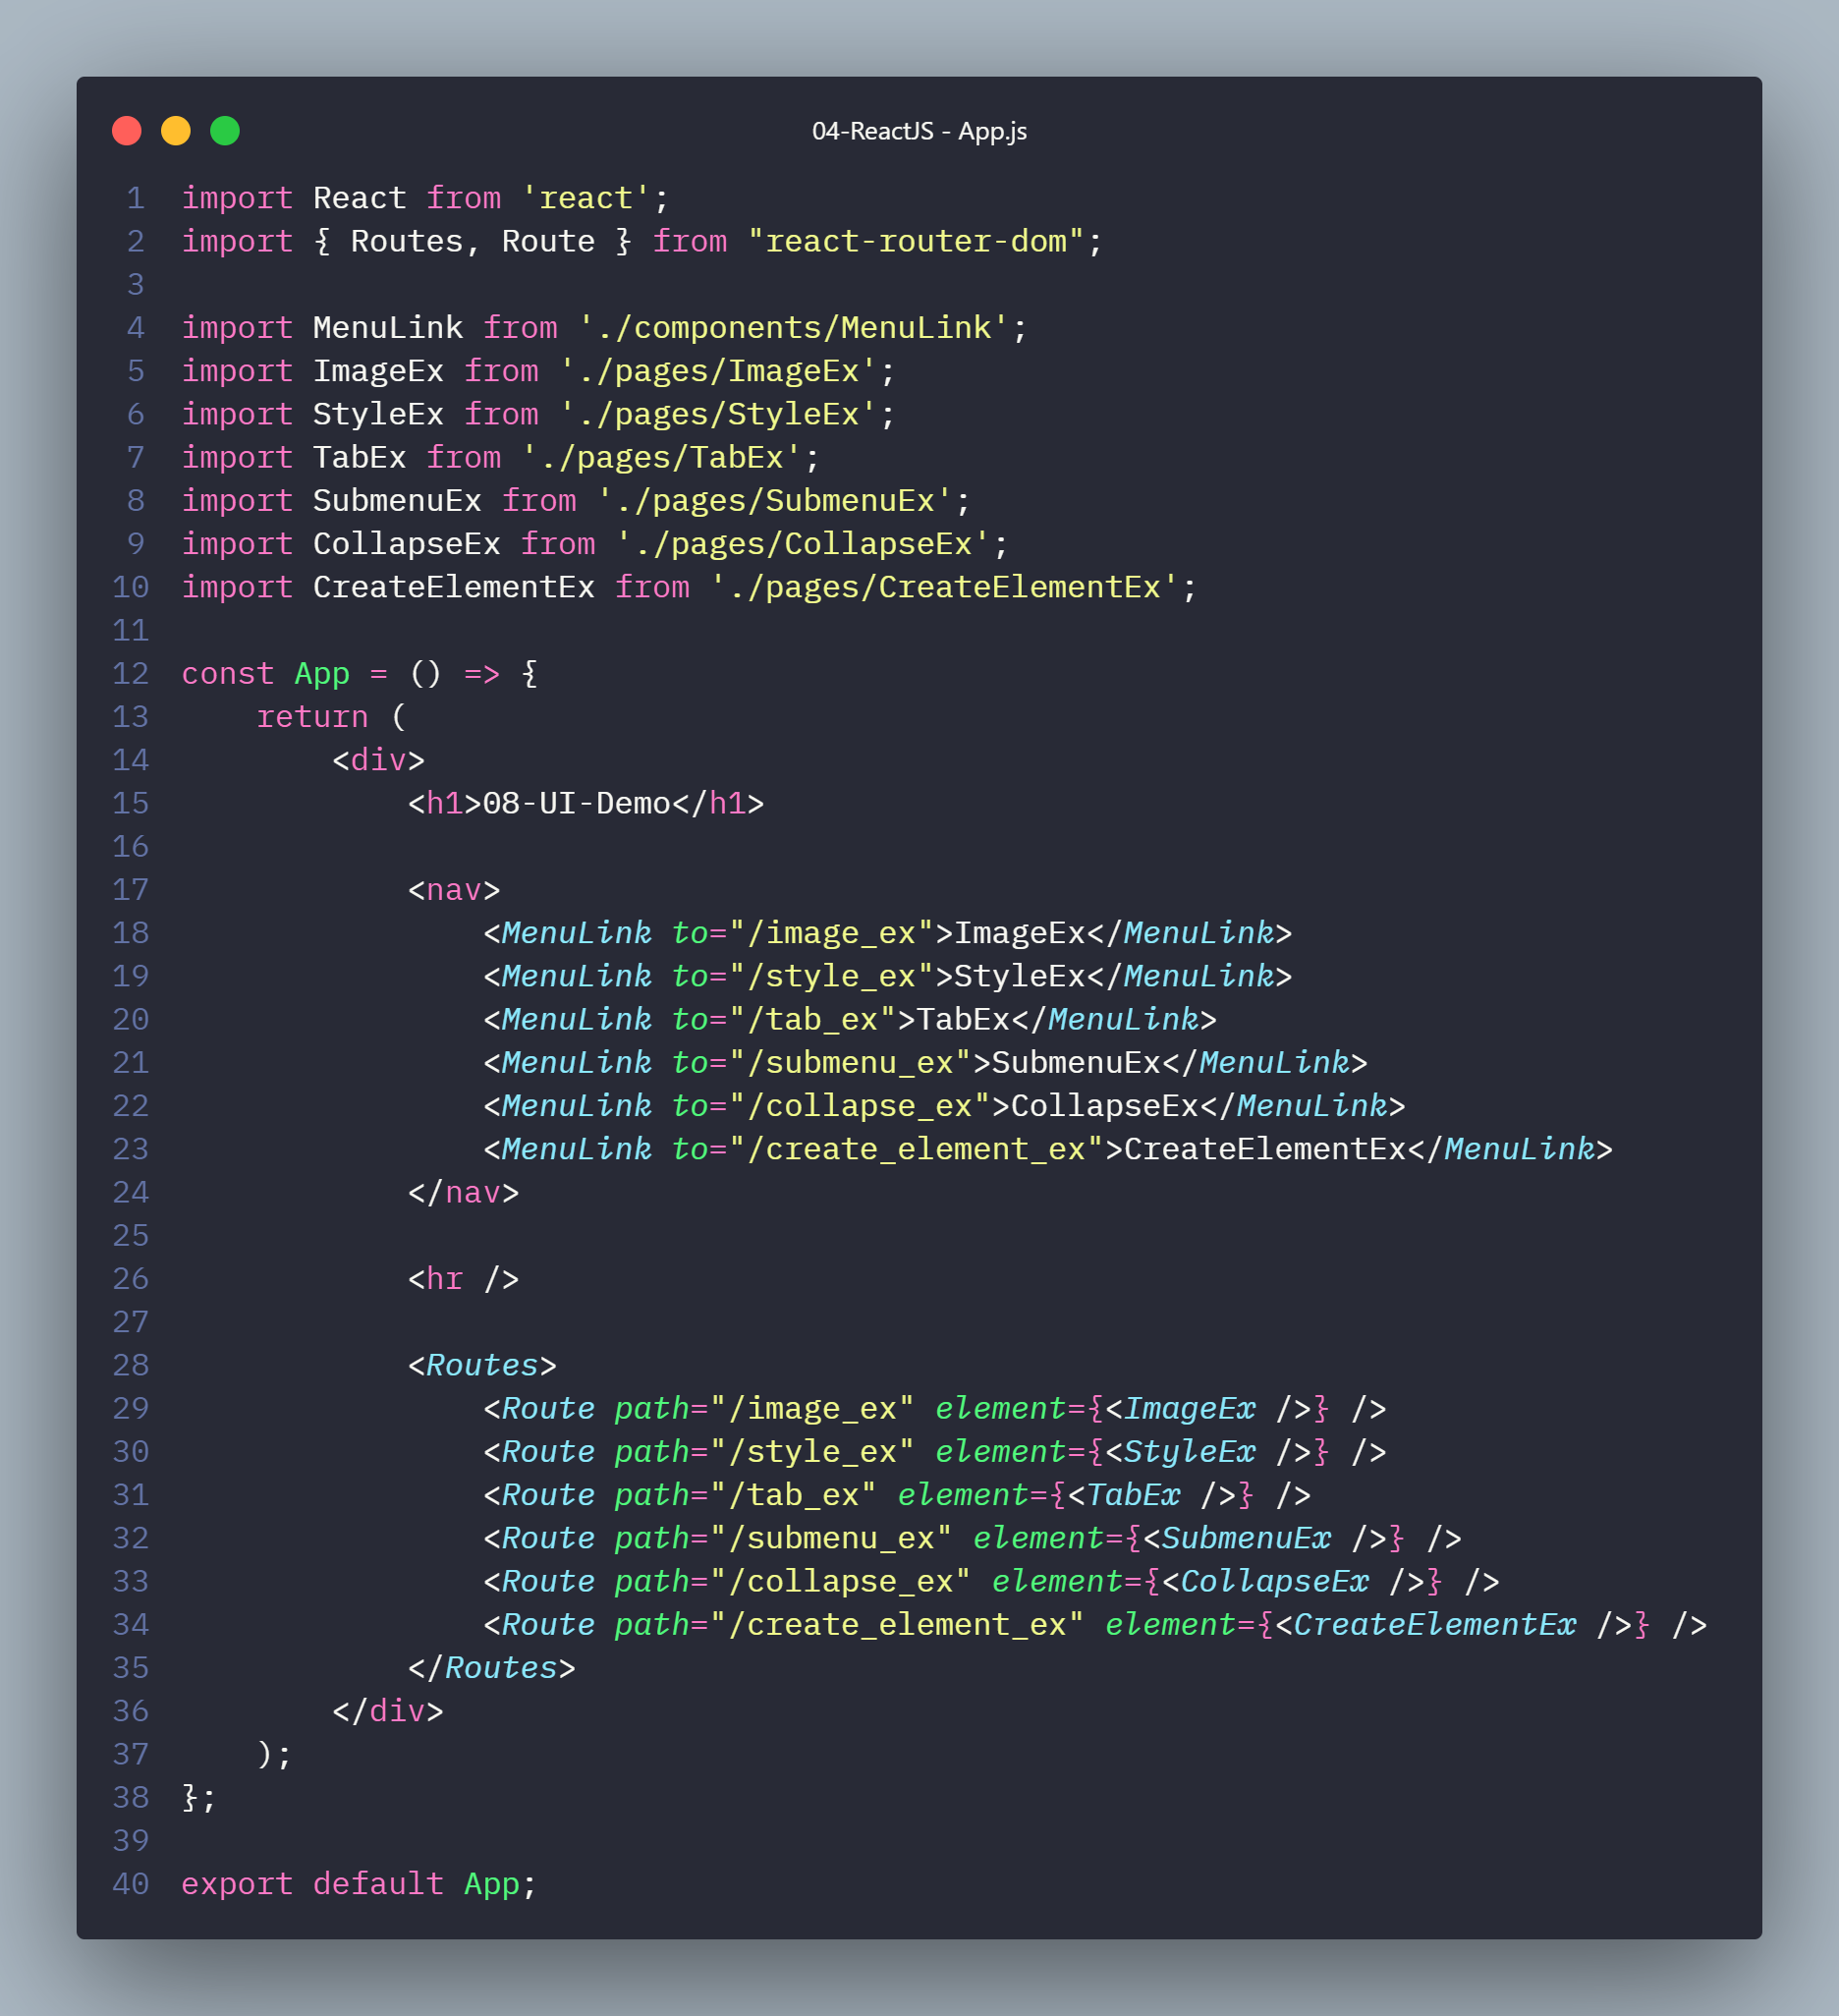 04-ReactJS - App.js
1 import React from 'react';
2 import { Routes, Route } from "react-router-dom";
3
4 import MenuLink from './components/MenuLink';
5 import ImageEx from './pages/ImageEx';
6 import StyleEx from './pages/StyleEx';
7 import TabEx from './pages/TabEx';
8 import SubmenuEx from './pages/SubmenuEx';
9 import CollapseEx from './pages/CollapseEx';
10 import CreateElementEx from './pages/CreateElementEx';
11
12 const App = () => {
13     return (
14         <div>
15             <h1>08-UI-Demo</h1>
16
17             <nav>
18                 <MenuLink to="/image_ex">ImageEx</MenuLink>
19                 <MenuLink to="/style_ex">StyleEx</MenuLink>
20                 <MenuLink to="/tab_ex">TabEx</MenuLink>
21                 <MenuLink to="/submenu_ex">SubmenuEx</MenuLink>
22                 <MenuLink to="/collapse_ex">CollapseEx</MenuLink>
23                 <MenuLink to="/create_element_ex">CreateElementEx</MenuLink>
24             </nav>
25
26             <hr />
27
28             <Routes>
29                 <Route path="/image_ex" element={<ImageEx />} />
30                 <Route path="/style_ex" element={<StyleEx />} />
31                 <Route path="/tab_ex" element={<TabEx />} />
32                 <Route path="/submenu_ex" element={<SubmenuEx />} />
33                 <Route path="/collapse_ex" element={<CollapseEx />} />
34                 <Route path="/create_element_ex" element={<CreateElementEx />} />
35             </Routes>
36         </div>
37     );
38 };
39
40 export default App;